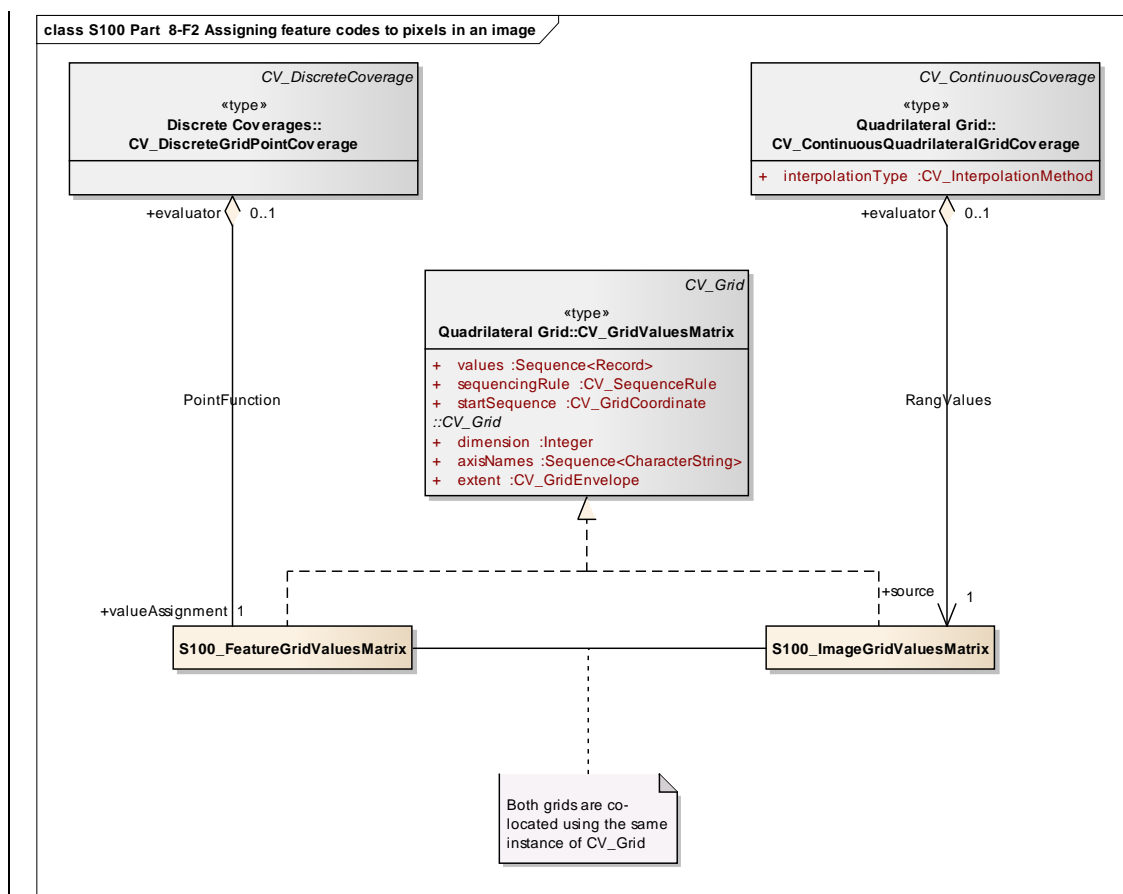 class S100 Part 8-F2 Assigning feature codes to pixels in an image
CV_DiscreteCoverage
«type»
Discrete Coverages::
CV_DiscreteGridPointCoverage
CV_ContinuousCoverage
«type»
Quadrilateral Grid::
CV_ContinuousQuadrilateralGridCoverage
+ interpolationType :CV_InterpolationMethod
+evaluator 0..1
+evaluator 0..1
CV_Grid
«type»
Quadrilateral Grid::CV_GridValuesMatrix
+ values :Sequence<Record>
+ sequencingRule :CV_SequenceRule
+ startSequence :CV_GridCoordinate
::CV_Grid
+ dimension :Integer
+ axisNames :Sequence<CharacterString>
+ extent :CV_GridEnvelope
PointFunction
RangValues
+valueAssignment 1
+source 1
S100_FeatureGridValuesMatrix
S100_ImageGridValuesMatrix
Both grids are co-
located using the same
instance of CV_Grid